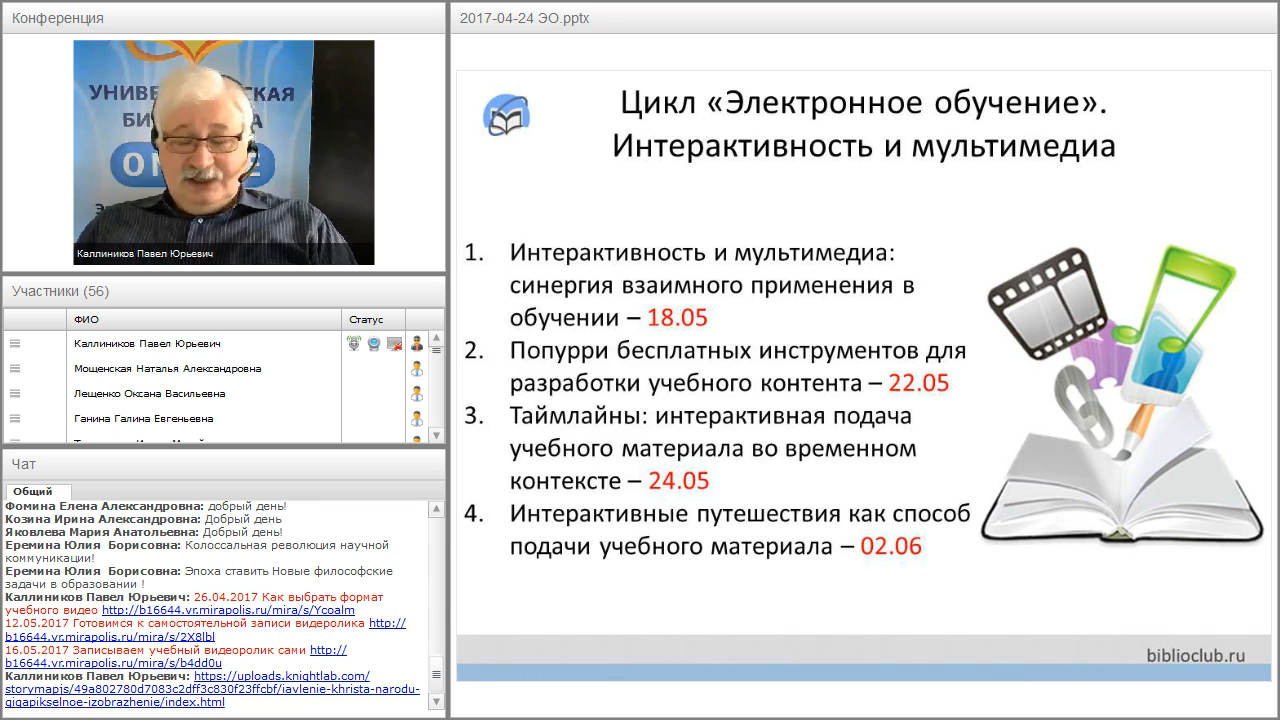 Конференция
УНИВЕ СКАЯ
БИ А
Каллиников Павел Юрьевич
Участники (56)
ФИО
Статус
Каллиников Павел Юрьевич
Мощенская Наталья Александровна
Лещенко Оксана Васильевна
Ганина Галина Евгеньевна
Чат
Общий
Фомина Елена Александровна: добрый день!
Козина Ирина Александровна: Добрый день
Яковлева Мария Анатольевна: Добрый день!
Еремина Юлия Борисовна: Колоссальная революция научной
коммуникации!
Еремина Юлия Борисовна: Эпоха ставить Новые философские
задачи в образовании !
Каллиников Павел Юрьевич: 26.04.2017 Как выбрать формат
учебного видео http://b16644.vr.mirapolis.ru/mira/s/Ycoalm
12.05.2017 Готовимся к самостоятельной записи видеролика http://
b16644.vr.mirapolis.ru/mira/s/2X8lbl
16.05.2017 Записываем учебный видеоролик сами http://
b16644.vr.mirapolis.ru/mira/s/b4dd0u
Каллиников Павел Юрьевич: https://uploads.knightlab.com/
storymapjs/49a802780d7083c2dff3c830f23ffcbf/iavlenie-khrista-narodu-
gigapikselnoe-izobrazhenie/index.html
2017-04-24 ЭО.pptx
Цикл «Электронное обучение».
Интерактивность и мультимедиа
1. Интерактивность и мультимедиа:
синергия взаимного применения в
обучении – 18.05
2. Попурри бесплатных инструментов для
разработки учебного контента – 22.05
3. Таймлайны: интерактивная подача
учебного материала во временном
контексте – 24.05
4. Интерактивные путешествия как способ
подачи учебного материала – 02.06
biblioclub.ru